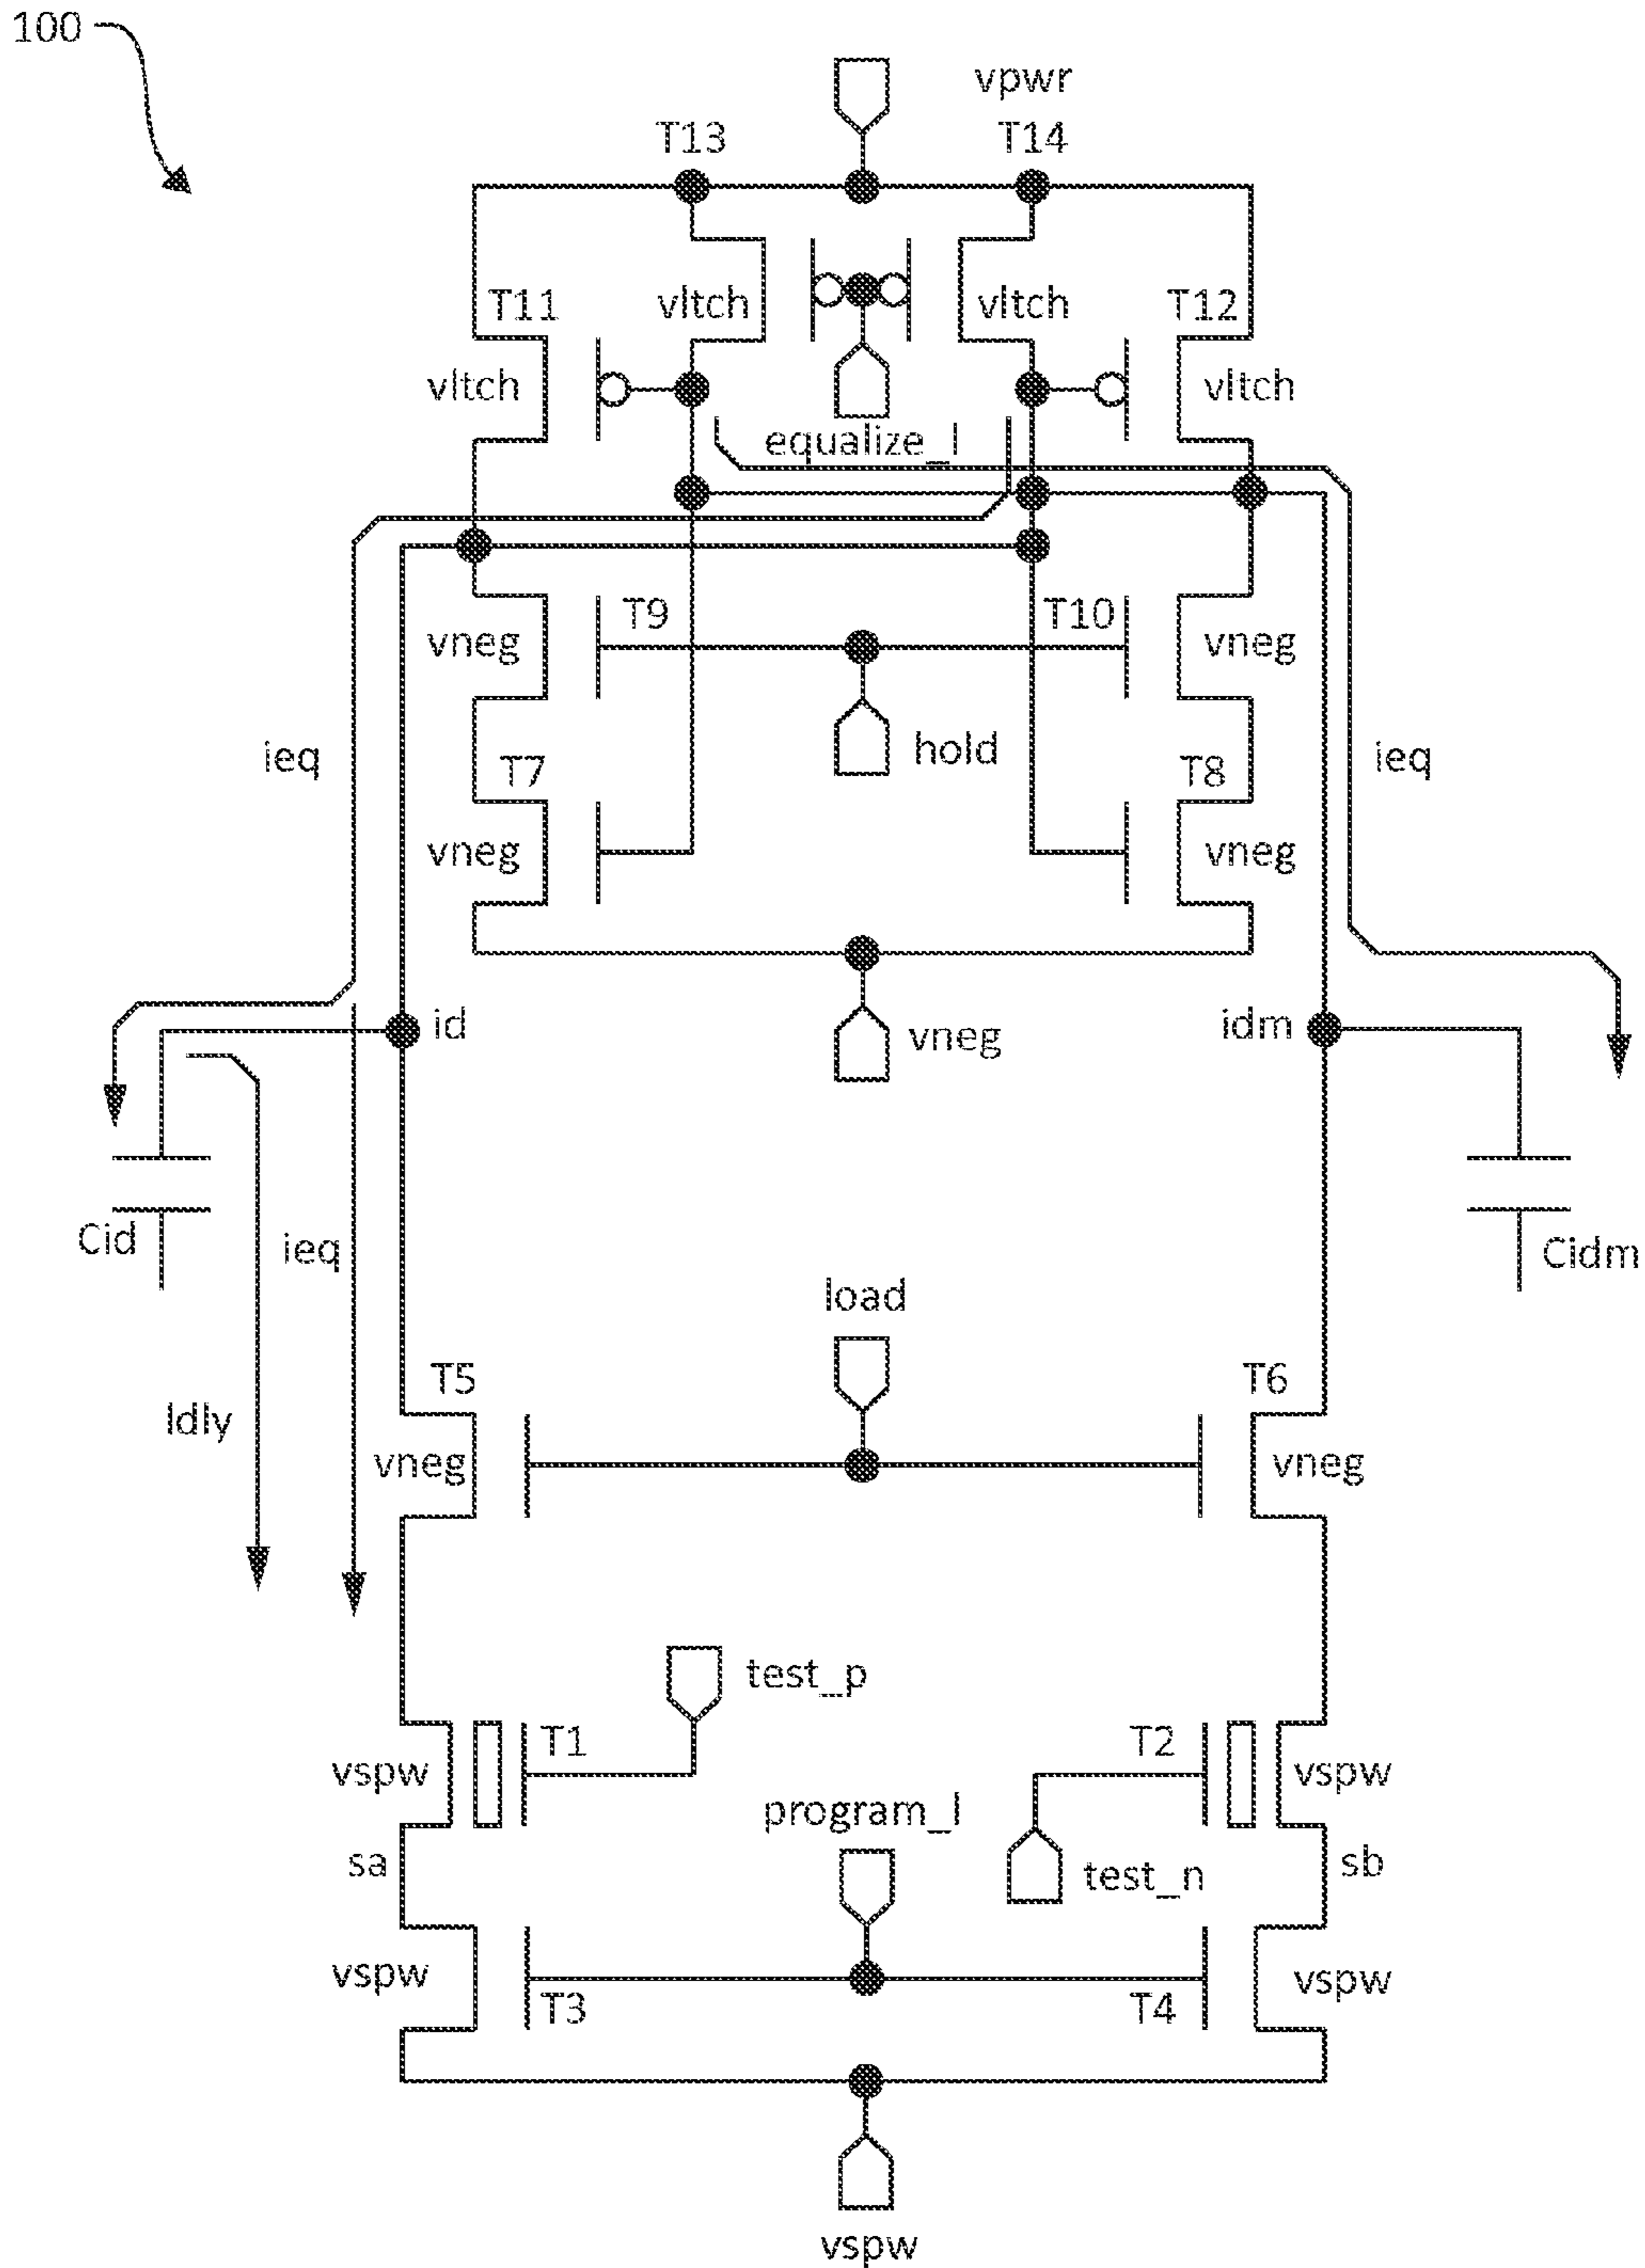 100
vpwr
T13
T14
T11
vltch
vltch
T12
vltch
vltch
equalize_l
T9
T10
vneg
vneg
ieq
hold
ieq
T7
T8
vneg
vneg
id
vneg
idm
Cid
ieq
Cidm
load
T5
T6
Idly
vneg
vneg
test_p
T1
T2
vspw
vspw
program_l
sa
test_n
sb
vspw
vspw
T3
T4
vspw